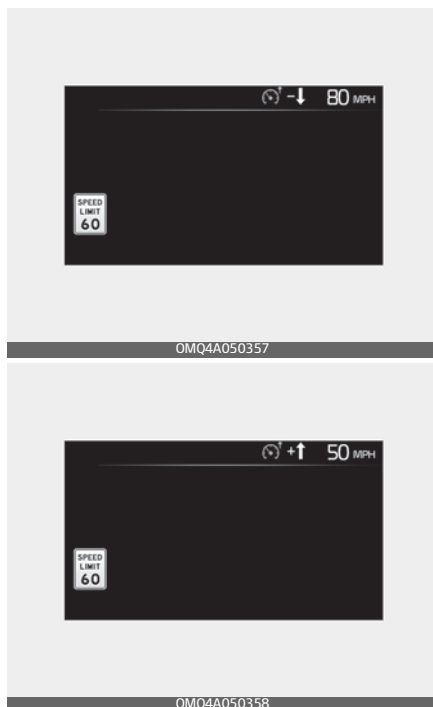 -
80 MPH
SPEED
LIMIT
60
OMQ4A050357
+
50 MPH
SPEED
LIMIT
60
OMQ4A050358